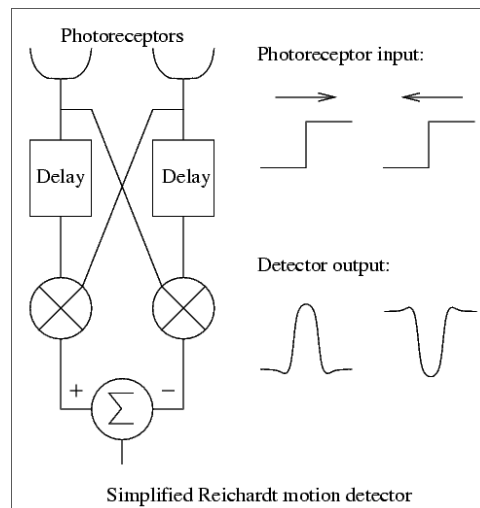 Photoreceptors
Photoreceptor input:
Delay
Delay
Detector output:
+
−
Σ
Simplified Reichardt motion detector